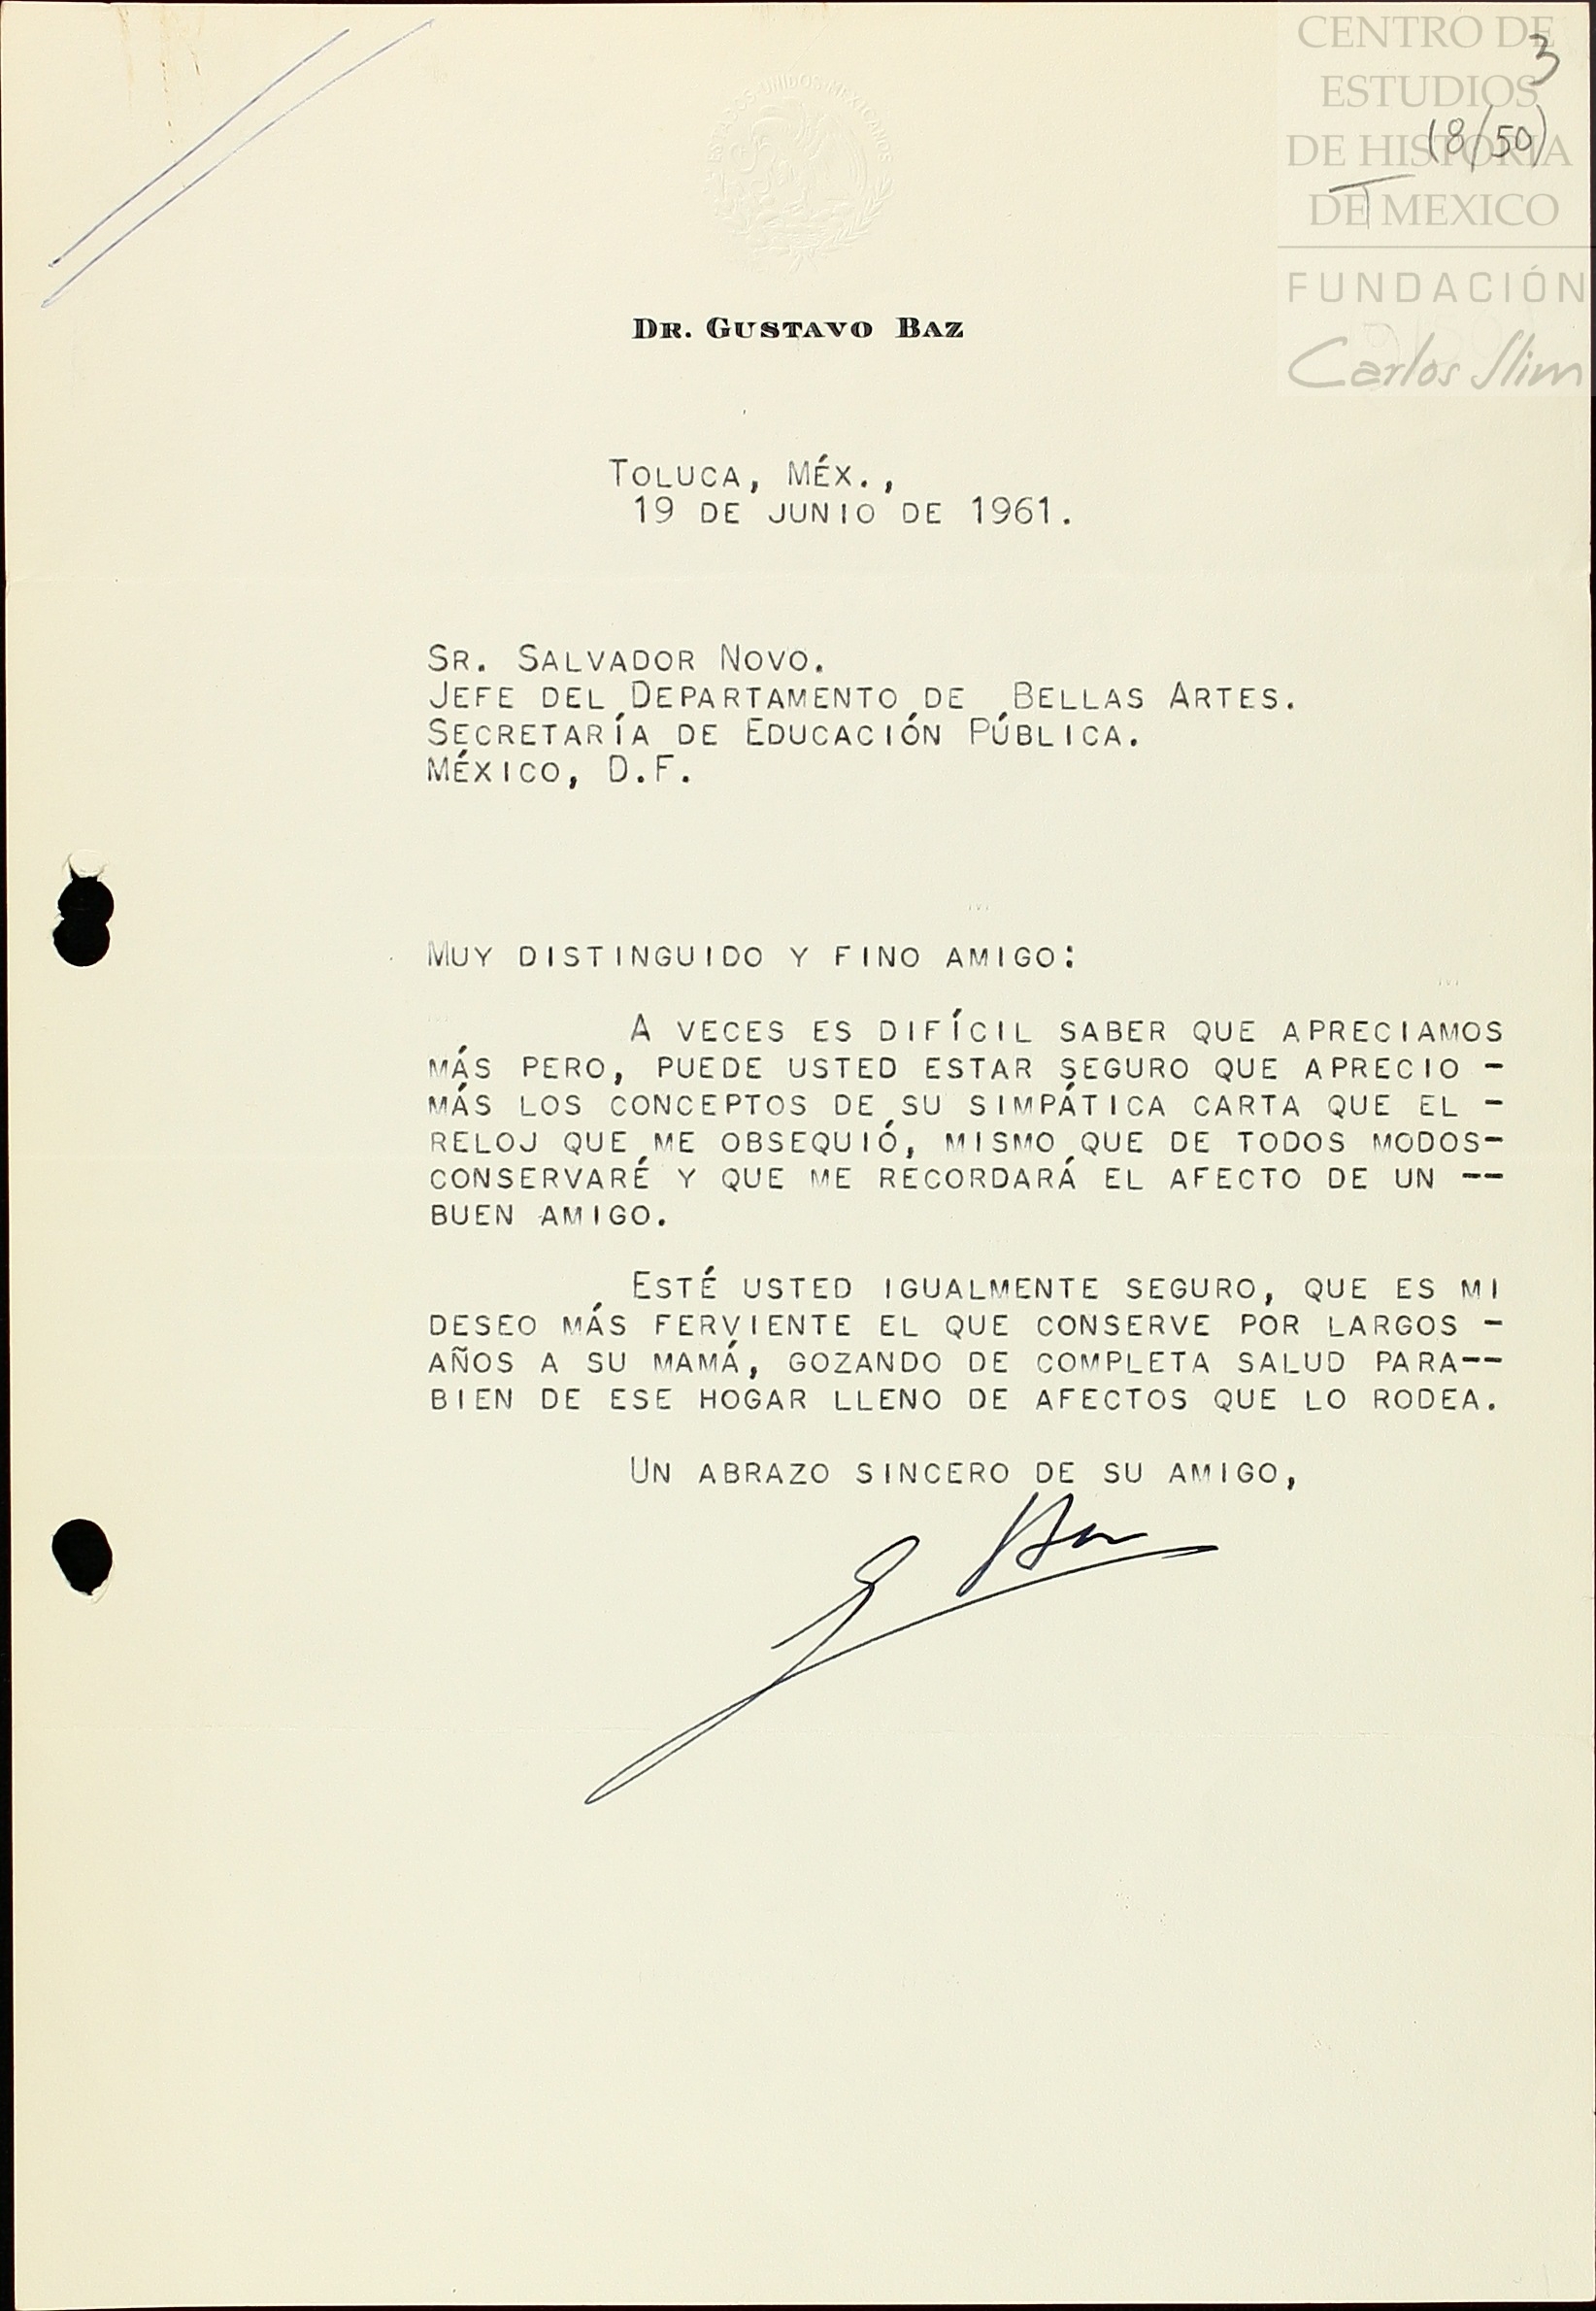 CENTRO DE
ESTUDIOS
DE HISTORIA
DE MEXICO
FUNDACIÓN
Carlos Slim
3
(8/50)
T
ESTADOS UNIDOS MEXICANOS
DR. GUSTAVO BAZ
TOLUCA, MÉX.,
19 DE JUNIO DE 1961.
SR. SALVADOR NOVO.
JEFE DEL DEPARTAMENTO DE BELLAS ARTES.
SECRETARÍA DE EDUCACIÓN PÚBLICA.
MÉXICO, D.F.
MUY DISTINGUIDO Y FINO AMIGO:
A VECES ES DIFÍCIL SABER QUE APRECIAMOS
MÁS PERO, PUEDE USTED ESTAR SEGURO QUE APRECIO -
MÁS LOS CONCEPTOS DE SU SIMPÁTICA CARTA QUE EL -
RELOJ QUE ME OBSEQUIÓ, MISMO QUE DE TODOS MODOS-
CONSERVARÉ Y QUE ME RECORDARÁ EL AFECTO DE UN --
BUEN AMIGO.
ESTÉ USTED IGUALMENTE SEGURO, QUE ES MI
DESEO MÁS FERVIENTE EL QUE CONSERVE POR LARGOS -
AÑOS A SU MAMÁ, GOZANDO DE COMPLETA SALUD PARA--
BIEN DE ESE HOGAR LLENO DE AFECTOS QUE LO RODEA.
UN ABRAZO SINCERO DE SU AMIGO,